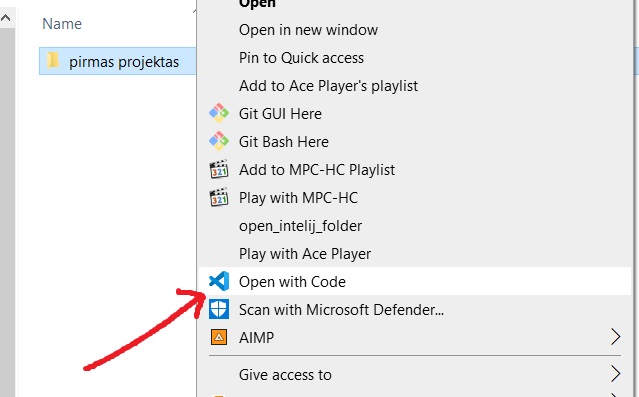 Name
pirmas projektas
Open
Open in new window
Pin to Quick access
Add to Ace Player's playlist
Git GUI Here
Git Bash Here
Add to MPC-HC Playlist
Play with MPC-HC
open_intelij_folder
Play with Ace Player
Open with Code
Scan with Microsoft Defender...
AIMP
Give access to